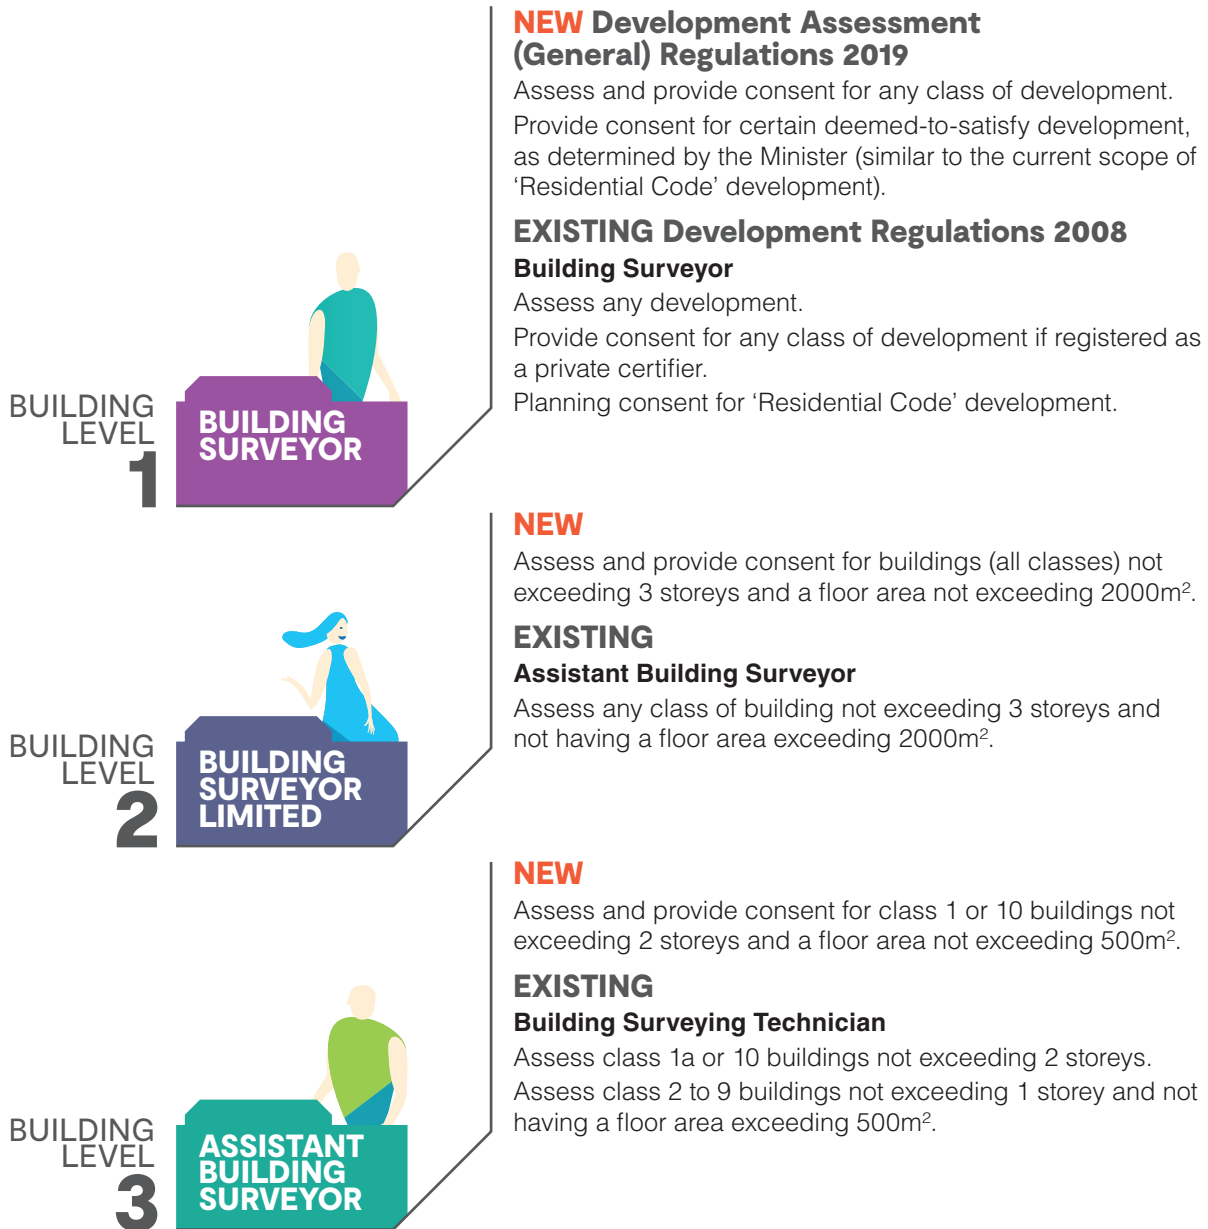 NEW Development Assessment
(General) Regulations 2019
Assess and provide consent for any class of development.
Provide consent for certain deemed-to-satisfy development,
as determined by the Minister (similar to the current scope of
‘Residential Code’ development).
EXISTING Development Regulations 2008
Building Surveyor
Assess any development.
Provide consent for any class of development if registered as
a private certifier.
Planning consent for ‘Residential Code’ development.
BUILDING
LEVEL
1
BUILDING
SURVEYOR
NEW
Assess and provide consent for buildings (all classes) not
exceeding 3 storeys and a floor area not exceeding 2000m².
EXISTING
Assistant Building Surveyor
Assess any class of building not exceeding 3 storeys and
not having a floor area exceeding 2000m².
BUILDING
LEVEL
2
BUILDING
SURVEYOR
LIMITED
NEW
Assess and provide consent for class 1 or 10 buildings not
exceeding 2 storeys and a floor area not exceeding 500m².
EXISTING
Building Surveying Technician
Assess class 1a or 10 buildings not exceeding 2 storeys.
Assess class 2 to 9 buildings not exceeding 1 storey and not
having a floor area exceeding 500m².
BUILDING
LEVEL
3
ASSISTANT
BUILDING
SURVEYOR